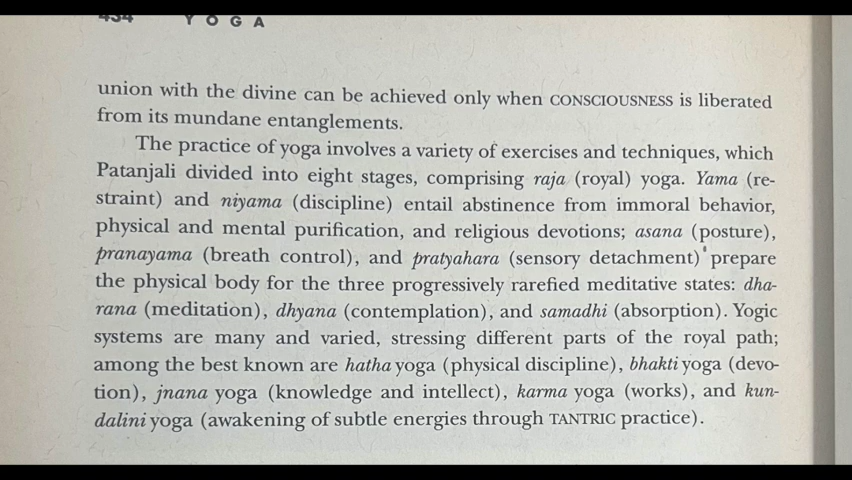 434 YOGA
union with the divine can be achieved only when CONSCIOUSNESS is liberated
from its mundane entanglements.
The practice of yoga involves a variety of exercises and techniques, which
Patanjali divided into eight stages, comprising raja (royal) yoga. Yama (re-
straint) and niyama (discipline) entail abstinence from immoral behavior,
physical and mental purification, and religious devotions; asana (posture),
pranayama (breath control), and pratyahara (sensory detachment) prepare
the physical body for the three progressively rarefied meditative states: dha-
rana (meditation), dhyana (contemplation), and samadhi (absorption). Yogic
systems are many and varied, stressing different parts of the royal path;
among the best known are hatha yoga (physical discipline), bhakti yoga (devo-
tion), jnana yoga (knowledge and intellect), karma yoga (works), and kun-
dalini yoga (awakening of subtle energies through TANTRIC practice).